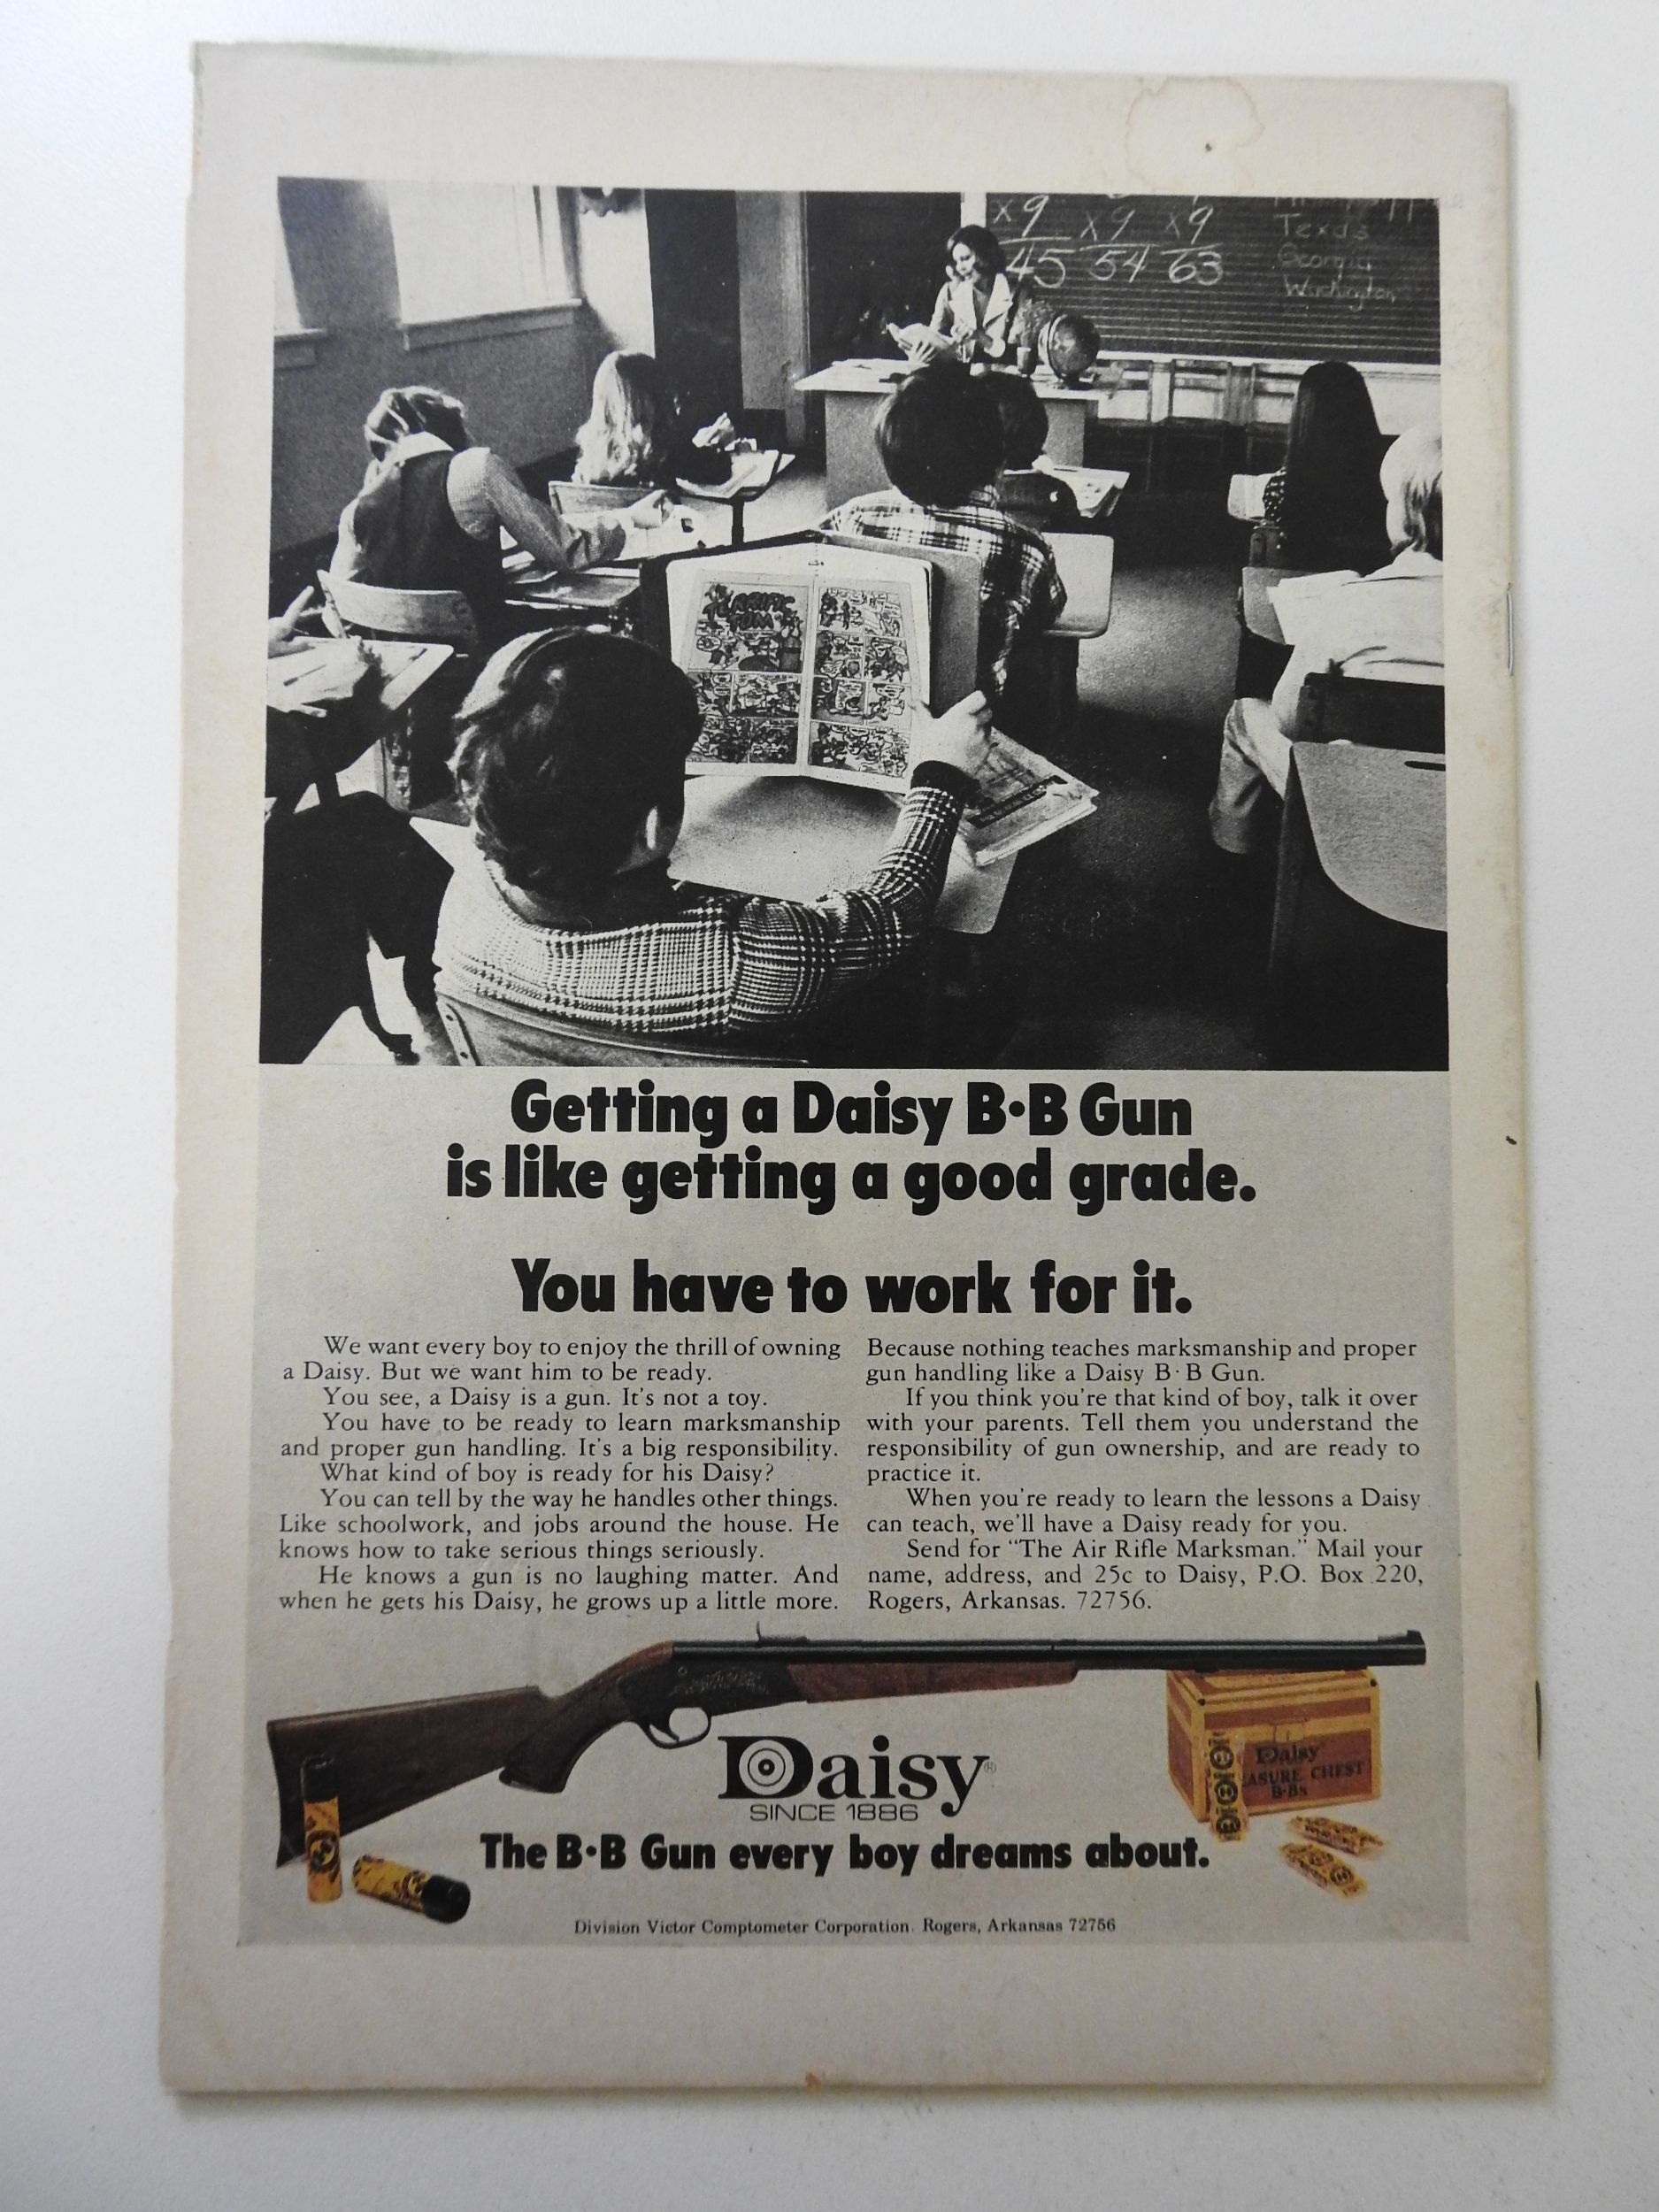 x9 x9 x9
45 54 63
Texas
Georgia
Washington
TERRIFIC
TOM
Getting a Daisy B·B Gun
is like getting a good grade.
You have to work for it.
We want every boy to enjoy the thrill of owning
a Daisy. But we want him to be ready.
You see, a Daisy is a gun. It's not a toy.
You have to be ready to learn marksmanship
and proper gun handling. It's a big responsibility.
What kind of boy is ready for his Daisy?
You can tell by the way he handles other things.
Like schoolwork, and jobs around the house. He
knows how to take serious things seriously.
He knows a gun is no laughing matter. And
when he gets his Daisy, he grows up a little more.
Because nothing teaches marksmanship and proper
gun handling like a Daisy B·B Gun.
If you think you're that kind of boy, talk it over
with your parents. Tell them you understand the
responsibility of gun ownership, and are ready to
practice it.
When you're ready to learn the lessons a Daisy
can teach, we'll have a Daisy ready for you.
Send for "The Air Rifle Marksman." Mail your
name, address, and 25c to Daisy, P.O. Box 220,
Rogers, Arkansas. 72756.
Daisy®
SINCE 1886
Daisy
ASURE CHEST
B·Bs
The B·B Gun every boy dreams about.
Division Victor Comptometer Corporation. Rogers, Arkansas 72756